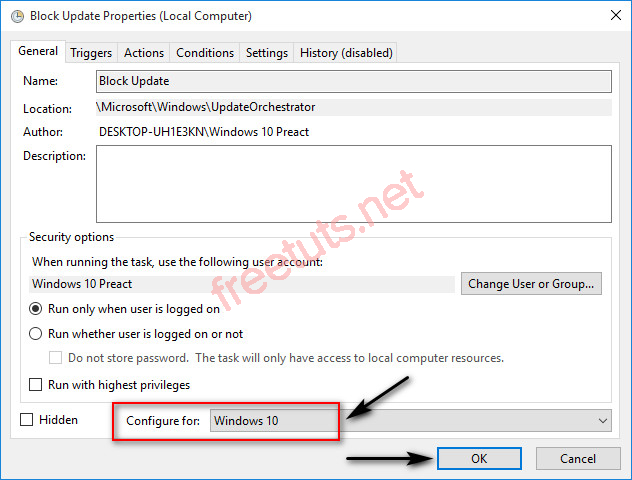 Block Update Properties (Local Computer)
General Triggers Actions Conditions Settings History (disabled)
Name: Block Update
Location: \Microsoft\Windows\UpdateOrchestrator
Author: DESKTOP-UH1E3KN\Windows 10 Preact
Description:
freetuts.net
Security options
When running the task, use the following user account:
Windows 10 Preact Change User or Group...
Run only when user is logged on
Run whether user is logged on or not
Do not store password. The task will only have access to local computer resources.
Run with highest privileges
Hidden Configure for: Windows 10
OK Cancel